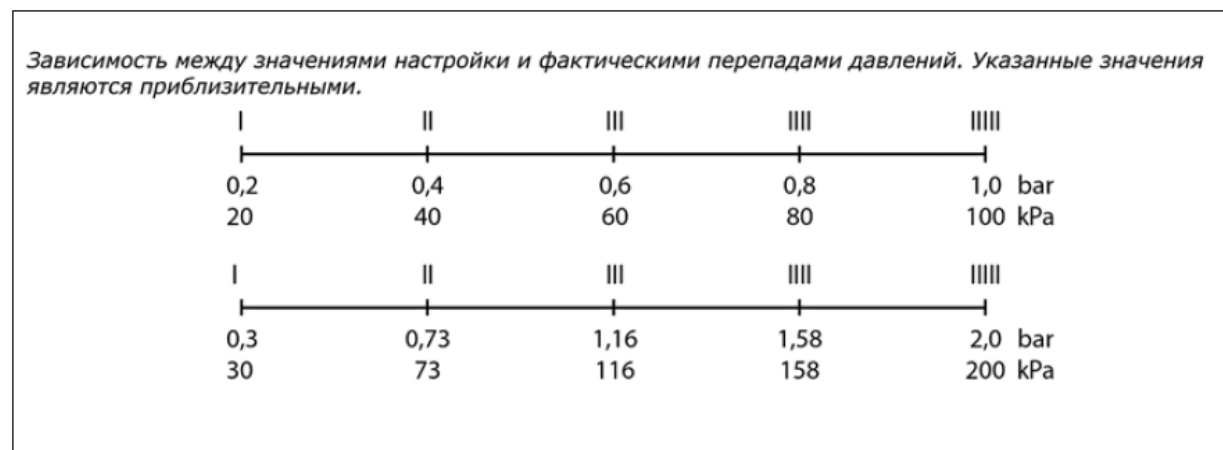 Зависимость между значениями настройки и фактическими перепадами давлений. Указанные значения
являются приблизительными.
I II III IIII IIIII
0,2 0,4 0,6 0,8 1,0 bar
20 40 60 80 100 kPa
I II III IIII IIIII
0,3 0,73 1,16 1,58 2,0 bar
30 73 116 158 200 kPa